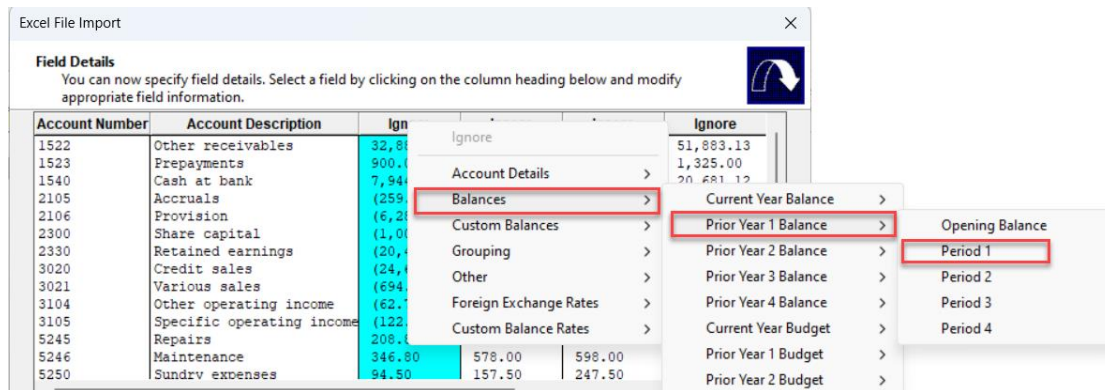 Excel File Import
Field Details
You can now specify field details. Select a field by clicking on the column heading below and modify
appropriate field information.
Account Number Account Description Ignore
1522 Other receivables 51,883.13
1523 Prepayments 1,325.00
1540 Cash at bank 20,681.12
2105 Accruals
2106 Provision
2300 Share capital
2330 Retained earnings
3020 Credit sales
3021 Various sales
3104 Other operating income
3105 Specific operating income
5245 Repairs
5246 Maintenance 346.80 578.00 598.00
5250 Sundry expenses 94.50 157.50 247.50
Ignore
Account Details
Balances
Custom Balances
Grouping
Other
Foreign Exchange Rates
Custom Balance Rates
Current Year Balance
Prior Year 1 Balance
Prior Year 2 Balance
Prior Year 3 Balance
Prior Year 4 Balance
Current Year Budget
Prior Year 1 Budget
Prior Year 2 Budget
Opening Balance
Period 1
Period 2
Period 3
Period 4